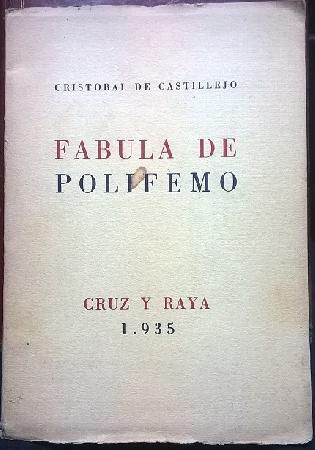 CRISTOBAL DE CASTILLEJO
FABULA DE
POLIFEMO
CRUZ Y RAYA
1.935